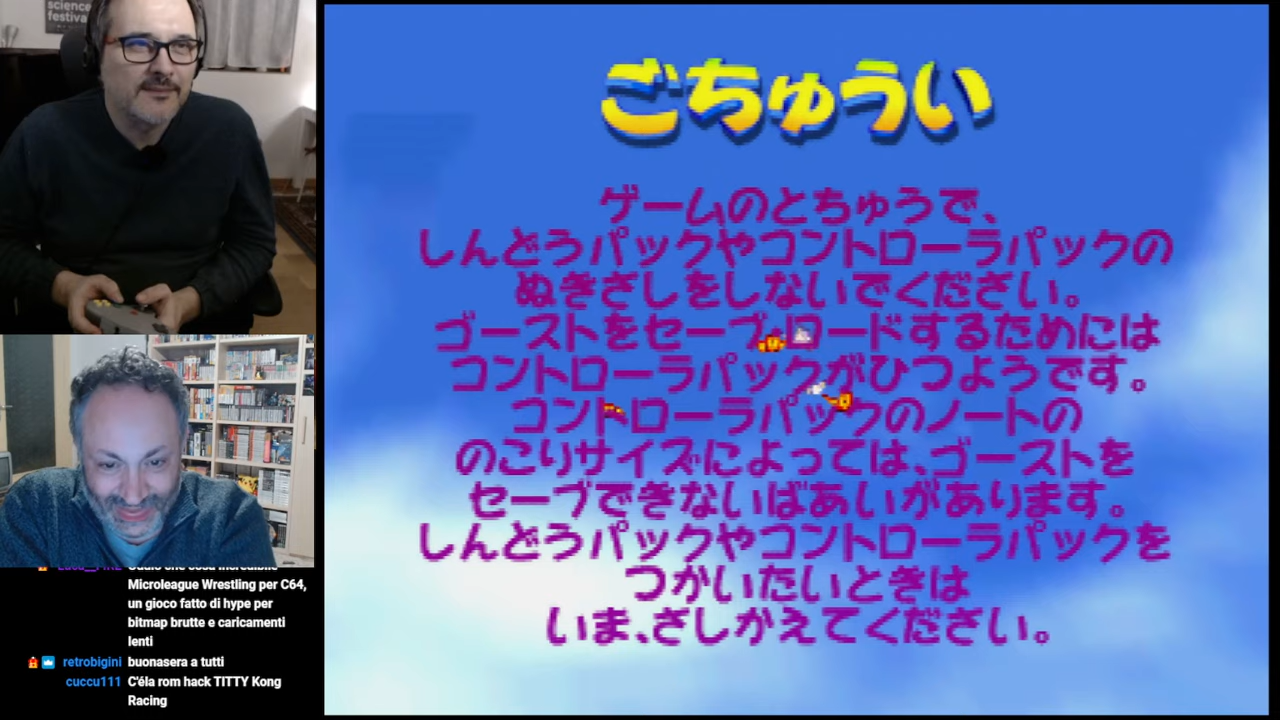 science
festival
ごちゅうい
ゲームのとちゅうで、
しんどうパックやコントローラパックの
ぬきざしをしないでください。
ゴーストをセーブ、ロードするためには
コントローラパックがひつようです。
コントローラパックのノートの
のこりサイズによっては、ゴーストを
セーブできないばあいがあります。
しんどうパックやコントローラパックを
つかいたいときは
いま、さしかえてください。
Microleague Wrestling per C64,
un gioco fatto di hype per
bitmap brutte e caricamenti
lenti
retrobigini buonasera a tutti
cuccu111 C'éla rom hack TITTY Kong
Racing